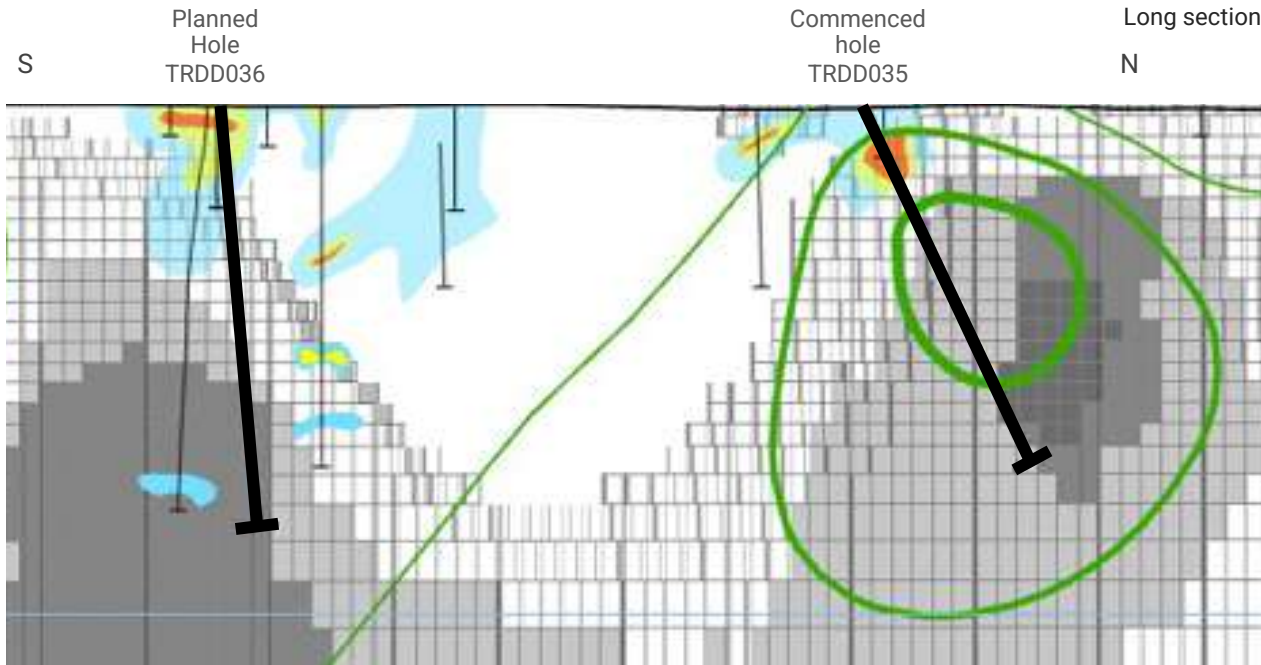 Planned
Hole
TRDD036
Commenced
hole
TRDD035
Long section
S
N